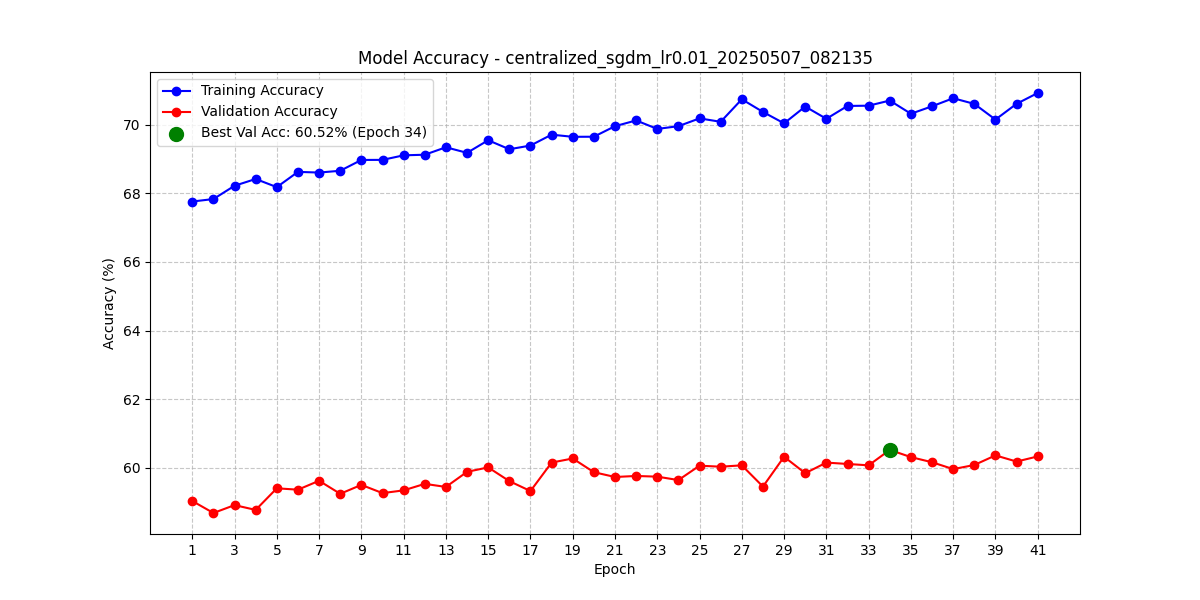 Model Accuracy - centralized_sgdm_lr0.01_20250507_082135
Training Accuracy
Validation Accuracy
Best Val Acc: 60.52% (Epoch 34)
Accuracy (%)
70
68
66
64
62
60
1 3 5 7 9 11 13 15 17 19 21 23 25 27 29 31 33 35 37 39 41
Epoch